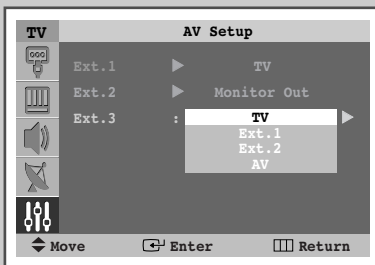 TV AV Setup
Ext.1 ▶ TV
Ext.2 ▶ Monitor Out
Ext.3 : TV ▶
Ext.1
Ext.2
AV
Move Enter Return